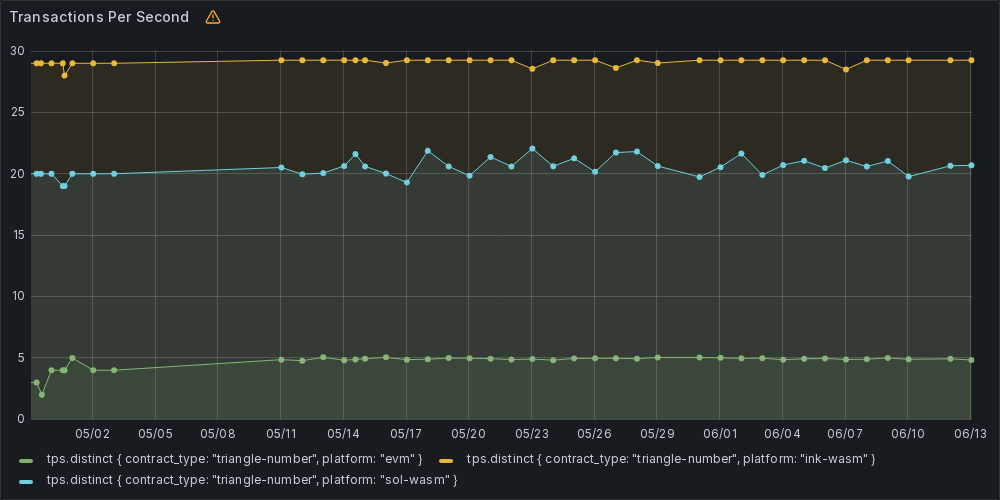 Transactions Per Second
30
25
20
15
10
5
0
05/02 05/05 05/08 05/11 05/14 05/17 05/20 05/23 05/26 05/29 06/01 06/04 06/07 06/10 06/13
tps.distinct { contract_type: "triangle-number", platform: "evm" } tps.distinct { contract_type: "triangle-number", platform: "ink-wasm" }
tps.distinct { contract_type: "triangle-number", platform: "sol-wasm" }